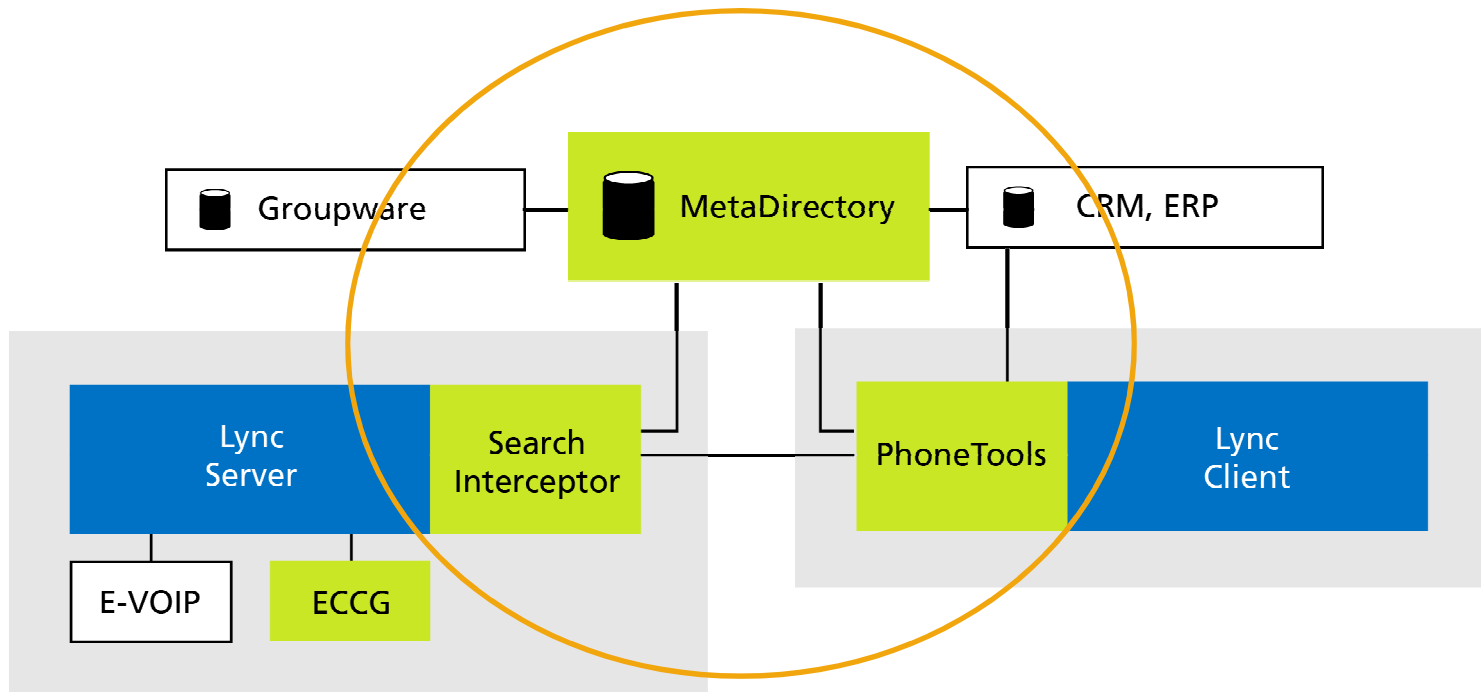 Groupware
MetaDirectory
CRM, ERP
Lync
Server
Search
Interceptor
PhoneTools
Lync
Client
E-VOIP
ECCG